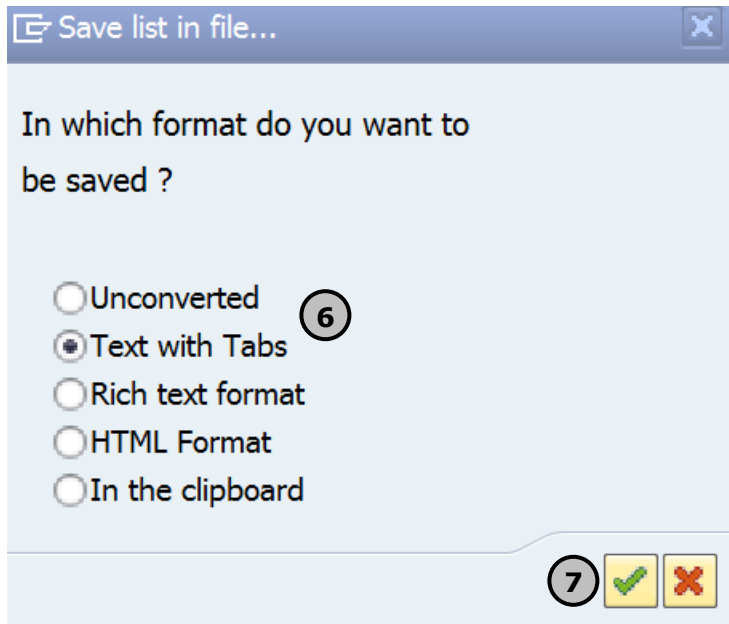 Save list in file...
In which format do you want to
be saved ?
Unconverted
6
Text with Tabs
Rich text format
HTML Format
In the clipboard
7